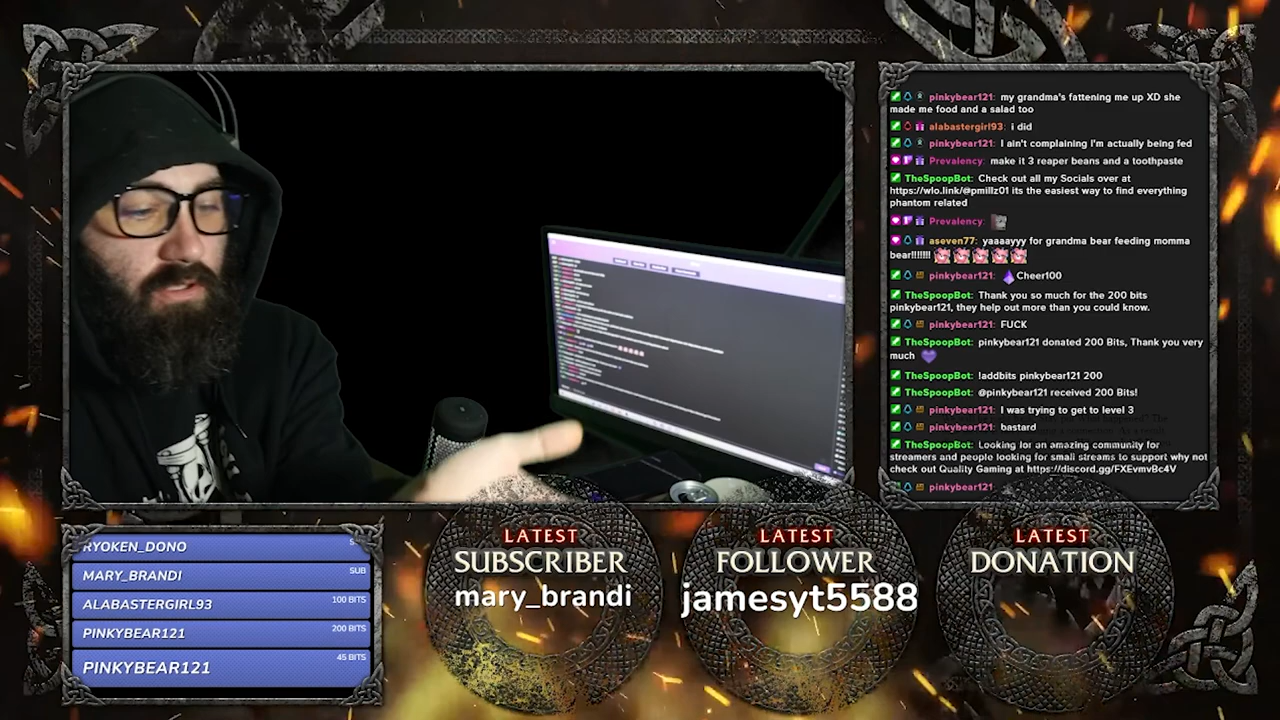 pinkybear121: my grandma's fattening me up XD she
made me food and a salad too
alabastergirl93: i did
pinkybear121: I ain't complaining I'm actually being fed
Prevalency: make it 3 reaper beans and a toothpaste
TheSpoopBot: Check out all my Socials over at
https://wlo.link/@pmillz01 its the easiest way to find everything
phantom related
Prevalency:
aseven77: yaaaayyy for grandma bear feeding momma
bear!!!!!!!
pinkybear121: Cheer100
TheSpoopBot: Thank you so much for the 200 bits
pinkybear121, they help out more than you could know.
pinkybear121: FUCK
TheSpoopBot: pinkybear121 donated 200 Bits, Thank you very
much
TheSpoopBot: !addbits pinkybear121 200
TheSpoopBot: @pinkybear121 received 200 Bits!
pinkybear121: I was trying to get to level 3
pinkybear121: bastard
TheSpoopBot: Looking for an amazing community for
streamers and people looking for small streams to support why not
check out Quality Gaming at https://discord.gg/FXEvmvBc4V
pinkybear121
RYOKEN_DONO
MARY_BRANDI SUB
ALABASTERGIRL93 100 BITS
PINKYBEAR121 200 BITS
PINKYBEAR121 45 BITS
LATEST
SUBSCRIBER
mary_brandi
LATEST
FOLLOWER
jamesyt5588
LATEST
DONATION